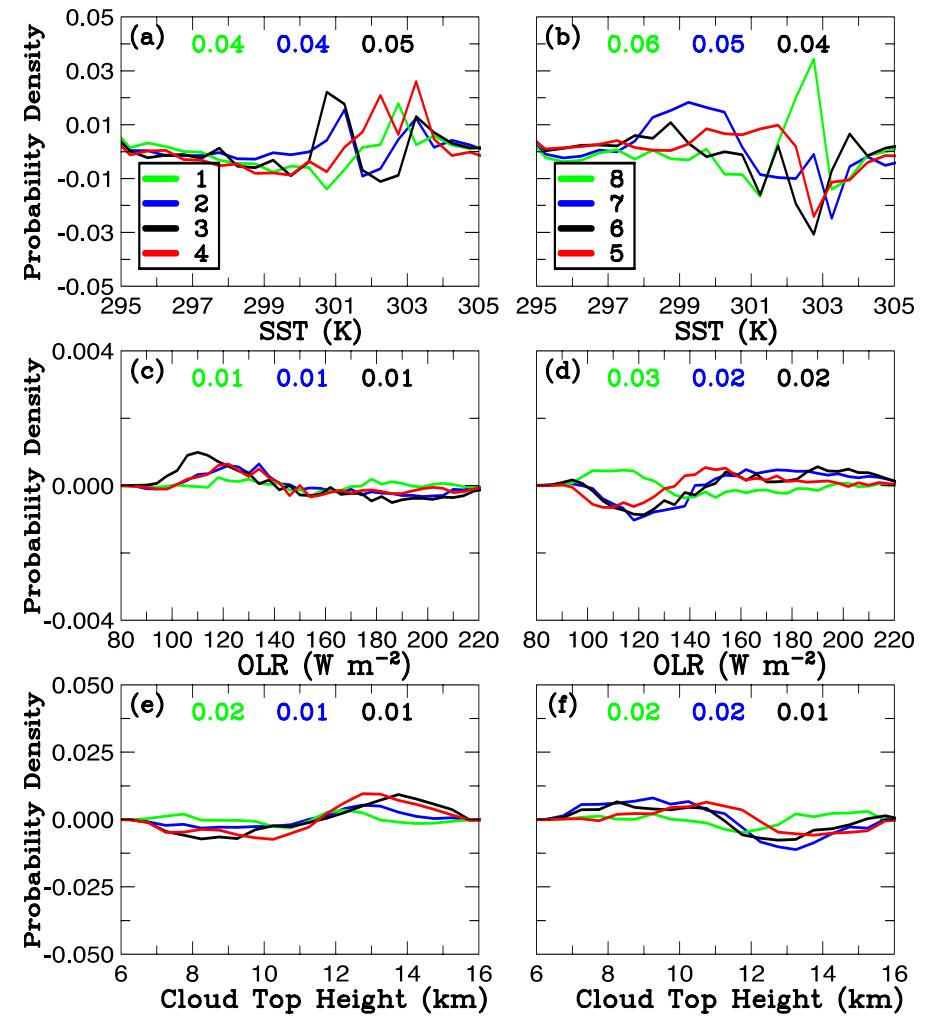 (a) 0.04 0.04 0.05
(b) 0.06 0.05 0.04
Probability Density
0.05
0.03
0.01
-0.01
-0.03
-0.05
1
2
3
4
8
7
6
5
295 297 299 301 303 305
295 297 299 301 303 305
SST (K)
SST (K)
(c) 0.01 0.01 0.01
(d) 0.03 0.02 0.02
Probability Density
0.004
0.000
-0.004
80 100 120 140 160 180 200 220
80 100 120 140 160 180 200 220
OLR (W m⁻²)
OLR (W m⁻²)
(e) 0.02 0.01 0.01
(f) 0.02 0.02 0.01
Probability Density
0.050
0.025
0.000
-0.025
-0.050
6 8 10 12 14 16
6 8 10 12 14 16
Cloud Top Height (km)
Cloud Top Height (km)